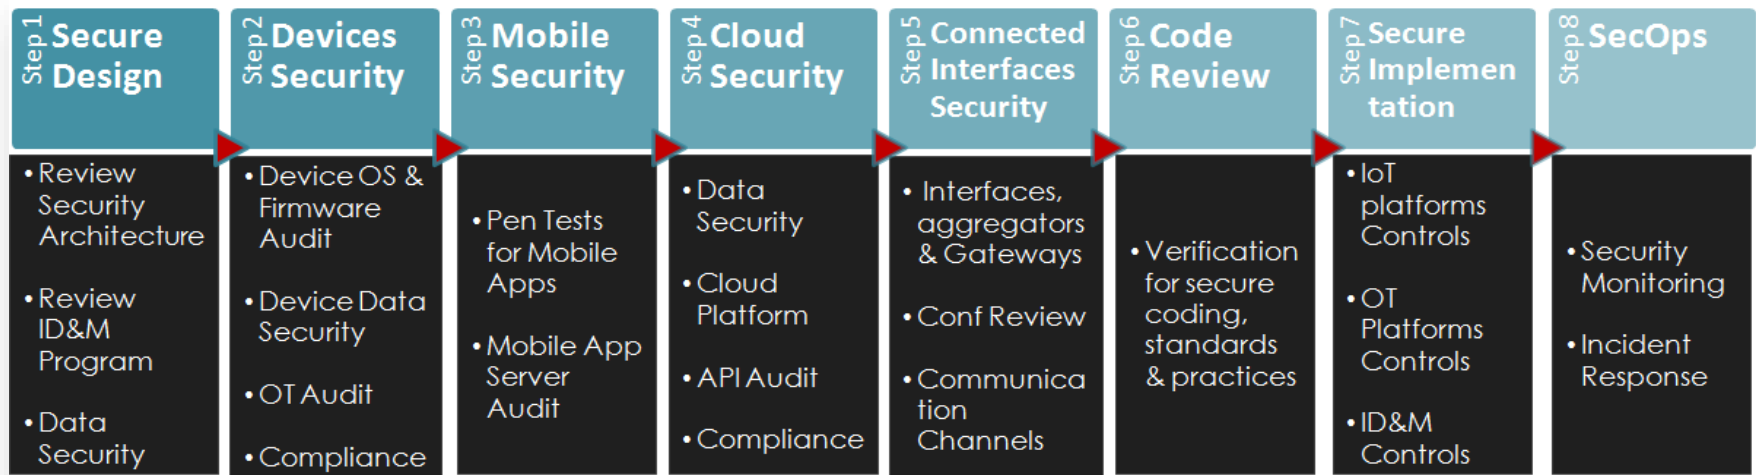 Step 1
Secure
Design
Step 2
Devices
Security
Step 3
Mobile
Security
Step 4
Cloud
Security
Step 5
Connected
Interfaces
Security
Step 6
Code
Review
Step 7
Secure
Implemen
tation
Step 8
SecOps
• Review
Security
Architecture
• Review
ID&M
Program
• Data
Security
• Device OS &
Firmware
Audit
• Device Data
Security
• OT Audit
• Compliance
• Pen Tests
for Mobile
Apps
• Mobile App
Server
Audit
• Data
Security
• Cloud
Platform
• API Audit
• Compliance
• Interfaces,
aggregators
& Gateways
• Conf Review
• Communica
tion
Channels
• Verification
for secure
coding,
standards
& practices
• IoT
platforms
Controls
• OT
Platforms
Controls
• ID&M
Controls
• Security
Monitoring
• Incident
Response